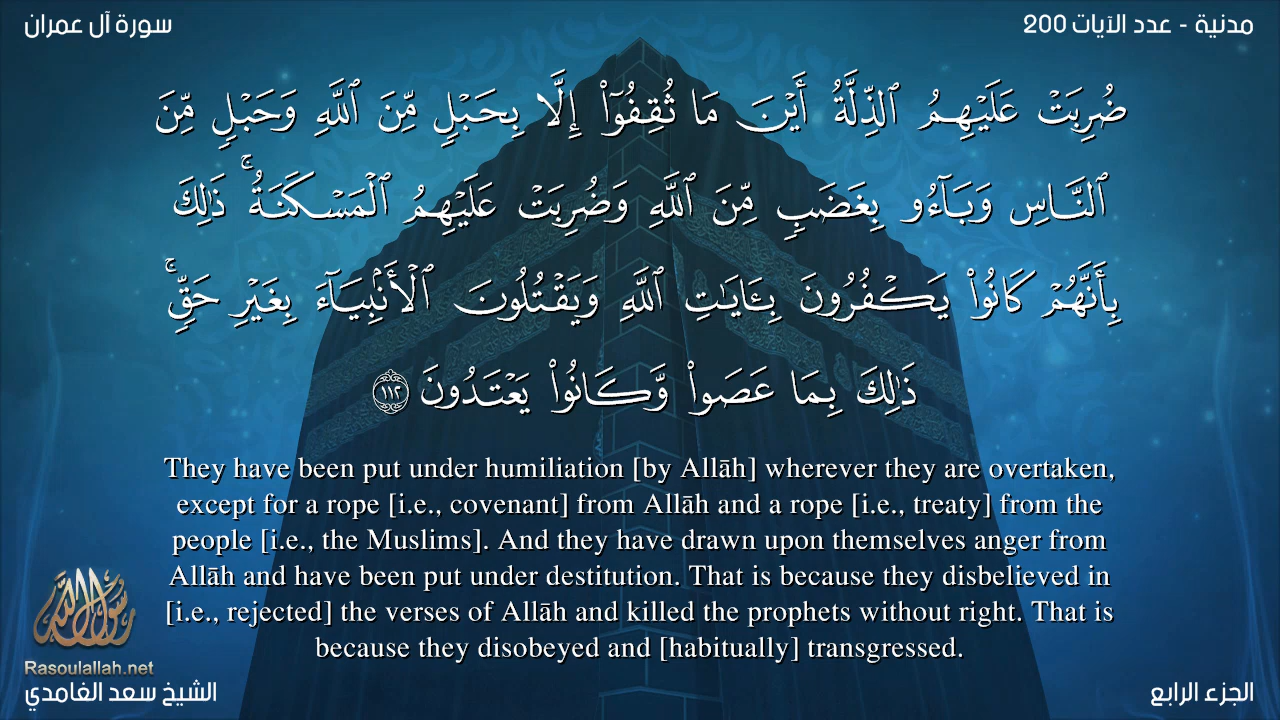 مدنية - عدد الآيات 200
سورة آل عمران
ضُرِبَتْ عَلَيْهِمُ ٱلذِّلَّةُ أَيْنَ مَا ثُقِفُوٓا۟ إِلَّا بِحَبْلٍ مِّنَ ٱللَّهِ وَحَبْلٍ مِّنَ
ٱلنَّاسِ وَبَآءُو بِغَضَبٍ مِّنَ ٱللَّهِ وَضُرِبَتْ عَلَيْهِمُ ٱلْمَسْكَنَةُ ۚ ذَٰلِكَ
بِأَنَّهُمْ كَانُوا۟ يَكْفُرُونَ بِـَٔايَـٰتِ ٱللَّهِ وَيَقْتُلُونَ ٱلْأَنۢبِيَآءَ بِغَيْرِ حَقٍّ ۚ
ذَٰلِكَ بِمَا عَصَوا۟ وَّكَانُوا۟ يَعْتَدُونَ ١١٢
They have been put under humiliation [by Allāh] wherever they are overtaken,
except for a rope [i.e., covenant] from Allāh and a rope [i.e., treaty] from the
people [i.e., the Muslims]. And they have drawn upon themselves anger from
Allāh and have been put under destitution. That is because they disbelieved in
[i.e., rejected] the verses of Allāh and killed the prophets without right. That is
because they disobeyed and [habitually] transgressed.
رسول الله
Rasoulallah.net
الجزء الرابع
الشيخ سعد الغامدي